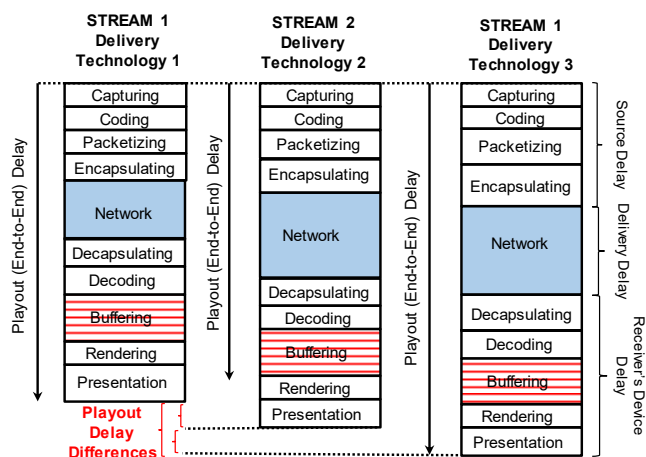 STREAM 1
Delivery
Technology 1
STREAM 2
Delivery
Technology 2
STREAM 1
Delivery
Technology 3
Playout (End-to-End) Delay
Capturing
Coding
Packetizing
Encapsulating
Network
Decapsulating
Decoding
Buffering
Rendering
Presentation
Playout (End-to-End) Delay
Capturing
Coding
Packetizing
Encapsulating
Network
Decapsulating
Decoding
Buffering
Rendering
Presentation
Playout (End-to-End) Delay
Capturing
Coding
Packetizing
Encapsulating
Network
Decapsulating
Decoding
Buffering
Rendering
Presentation
Source Delay
Delivery Delay
Receiver's Device
Delay
Playout
Delay
Differences